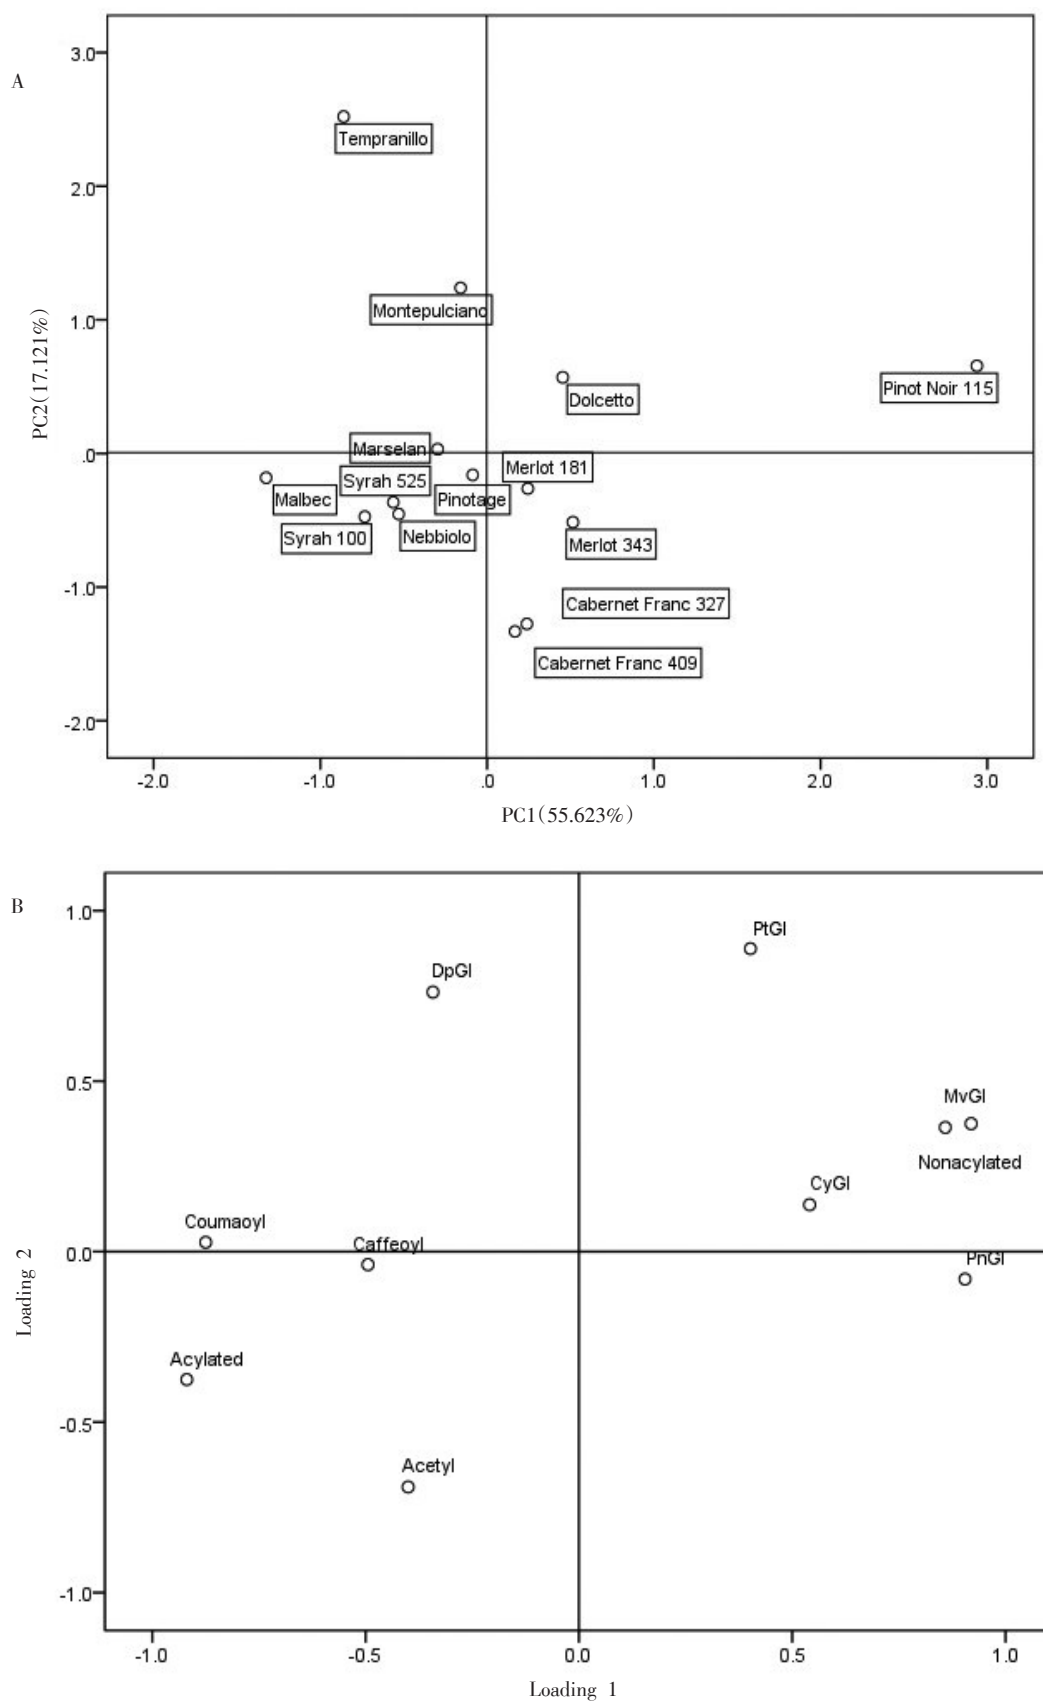 A
3.0
Tempranillo
2.0
Montepulciano
1.0
Dolcetto
Pinot Noir 115
PC2(17.121%)
.0
Marselan
Merlot 181
Syrah 525
Malbec
Pinotage
Syrah 100
Nebbiolo
Merlot 343
-1.0
Cabernet Franc 327
Cabernet Franc 409
-2.0
-2.0 -1.0 .0 1.0 2.0 3.0
PC1(55.623%)
B
1.0
PtGl
DpGl
0.5
MvGl
Nonacylated
CyGl
Coumaoyl
Caffeoyl
0.0
PnGl
Loading 2
Acylated
-0.5
Acetyl
-1.0
-1.0 -0.5 0.0 0.5 1.0
Loading 1